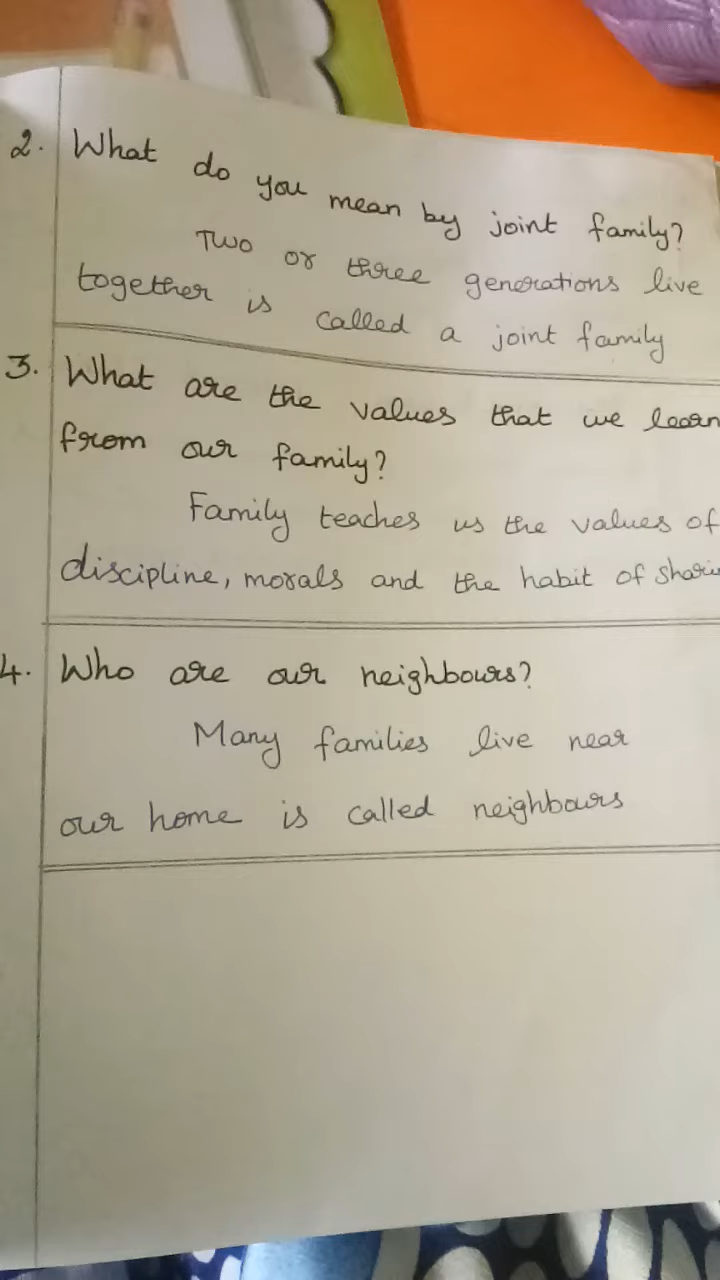 2. What do you mean by joint family?
Two or three generations live
together is called a joint family
3. What are the values that we learn
from our family?
Family teaches us the values of
discipline, morals and the habit of
4. Who are our neighbours?
Many families live near
our home is called neighbours